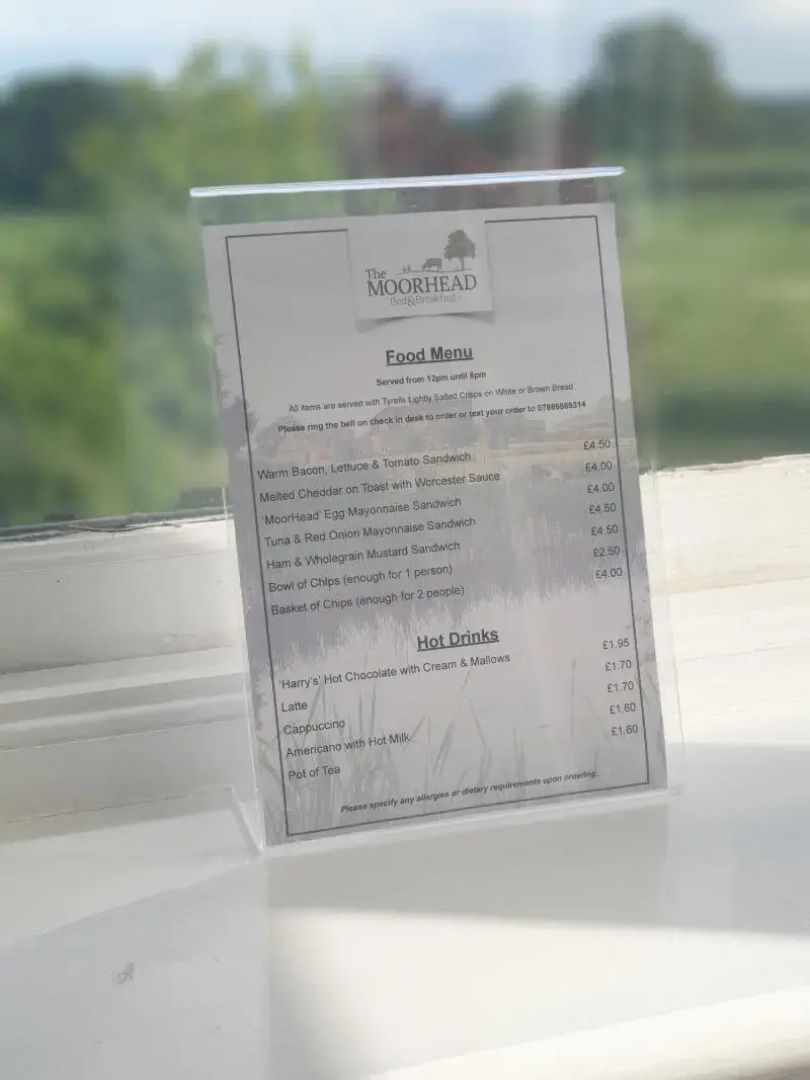 The
MOORHEAD
Bed&Breakfast
Food Menu
Served from 12pm until 8pm
All items are served with Tyrells Lightly Salted Crisps on White or Brown Bread
Please ring the bell on check in desk to order or text your order to 07886869314
Warm Bacon, Lettuce & Tomato Sandwich £4.50
Melted Cheddar on Toast with Worcester Sauce £4.00
'MoorHead' Egg Mayonnaise Sandwich £4.00
Tuna & Red Onion Mayonnaise Sandwich £4.50
Ham & Wholegrain Mustard Sandwich £4.50
Bowl of Chips (enough for 1 person) £2.50
Basket of Chips (enough for 2 people) £4.00
Hot Drinks
'Harry's' Hot Chocolate with Cream & Mallows £1.95
Latte £1.70
Cappuccino £1.70
Americano with Hot Milk £1.60
Pot of Tea £1.60
Please specify any allergies or dietary requirements upon ordering.